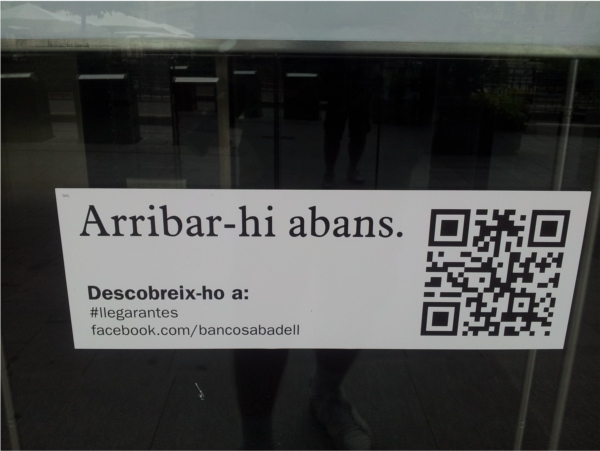 Arribar-hi abans.
Descobreix-ho a:
#llegarantes
facebook.com/bancosabadell